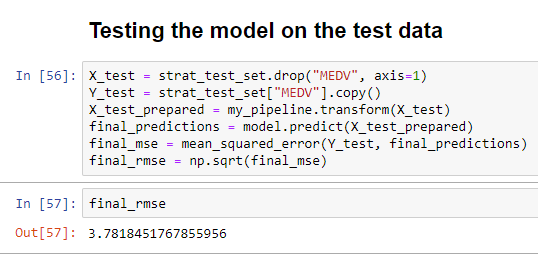 Testing the model on the test data
In [56]: X_test = strat_test_set.drop("MEDV", axis=1)
Y_test = strat_test_set["MEDV"].copy()
X_test_prepared = my_pipeline.transform(X_test)
final_predictions = model.predict(X_test_prepared)
final_mse = mean_squared_error(Y_test, final_predictions)
final_rmse = np.sqrt(final_mse)
In [57]: final_rmse
Out[57]: 3.7818451767855956